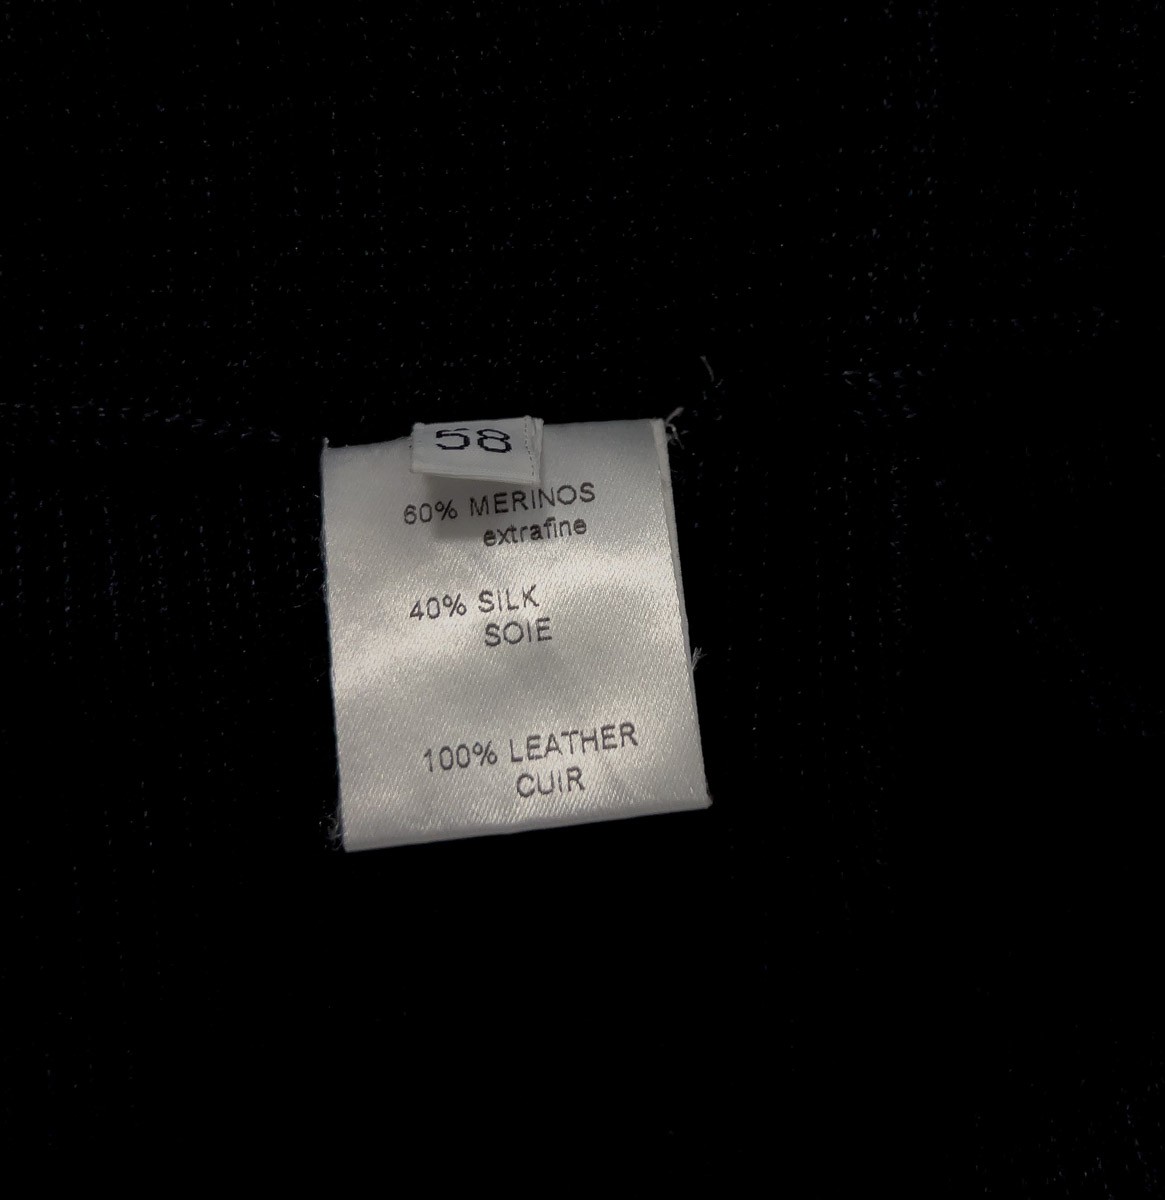 58
60% MERINOS
extrafine
40% SILK
SOIE
100% LEATHER
CUIR